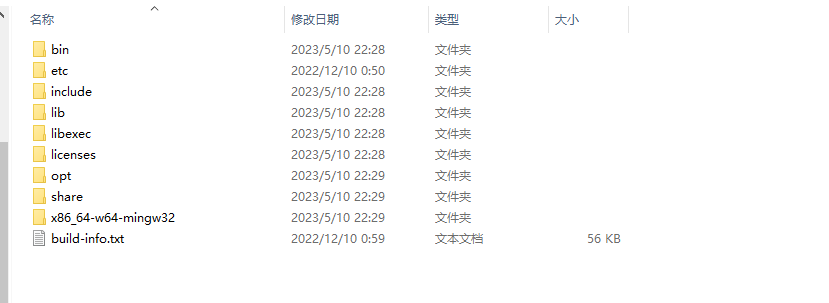 名称 修改日期 类型 大小
bin 2023/5/10 22:28 文件夹
etc 2022/12/10 0:50 文件夹
include 2023/5/10 22:28 文件夹
lib 2023/5/10 22:28 文件夹
libexec 2023/5/10 22:28 文件夹
licenses 2023/5/10 22:28 文件夹
opt 2023/5/10 22:29 文件夹
share 2023/5/10 22:29 文件夹
x86_64-w64-mingw32 2023/5/10 22:29 文件夹
build-info.txt 2022/12/10 0:59 文本文档 56 KB